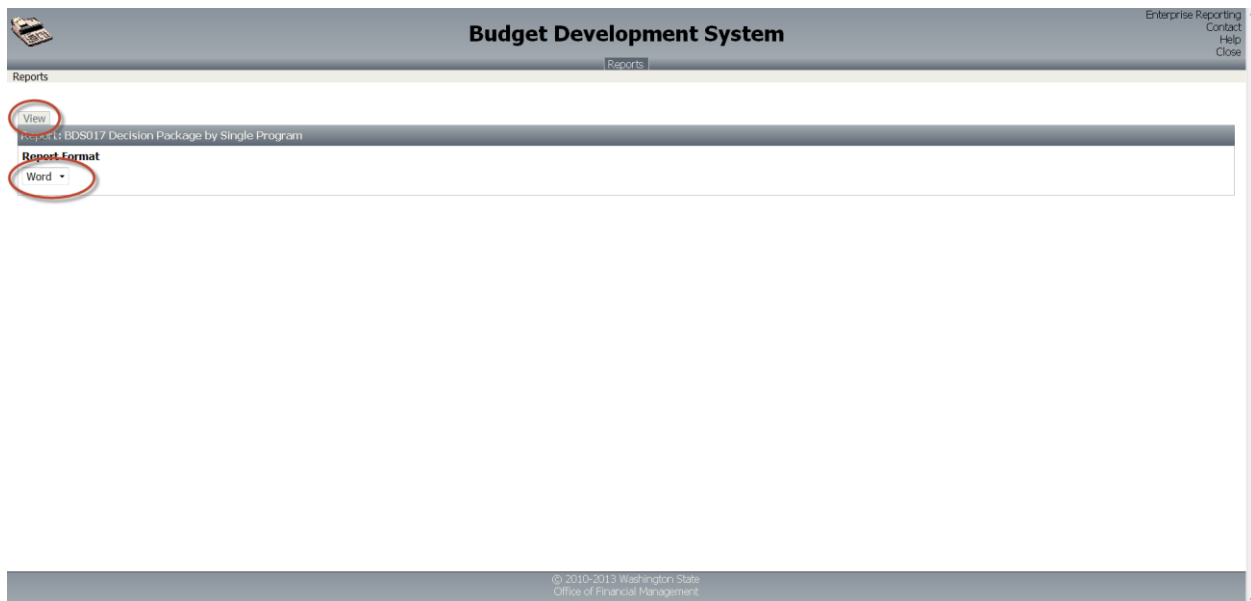 Enterprise Reporting
Contact
Help
Close
Budget Development System
Reports
Reports
View
Report: BDS017 Decision Package by Single Program
Report Format
Word
© 2010-2013 Washington State
Office of Financial Management